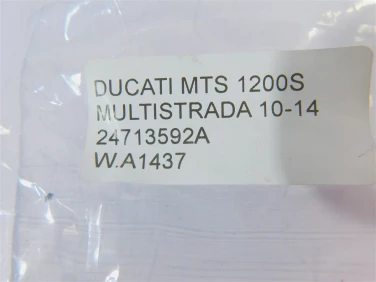 DUCATI MTS 1200S
MULTISTRADA 10-14
24713592A
W.A1437